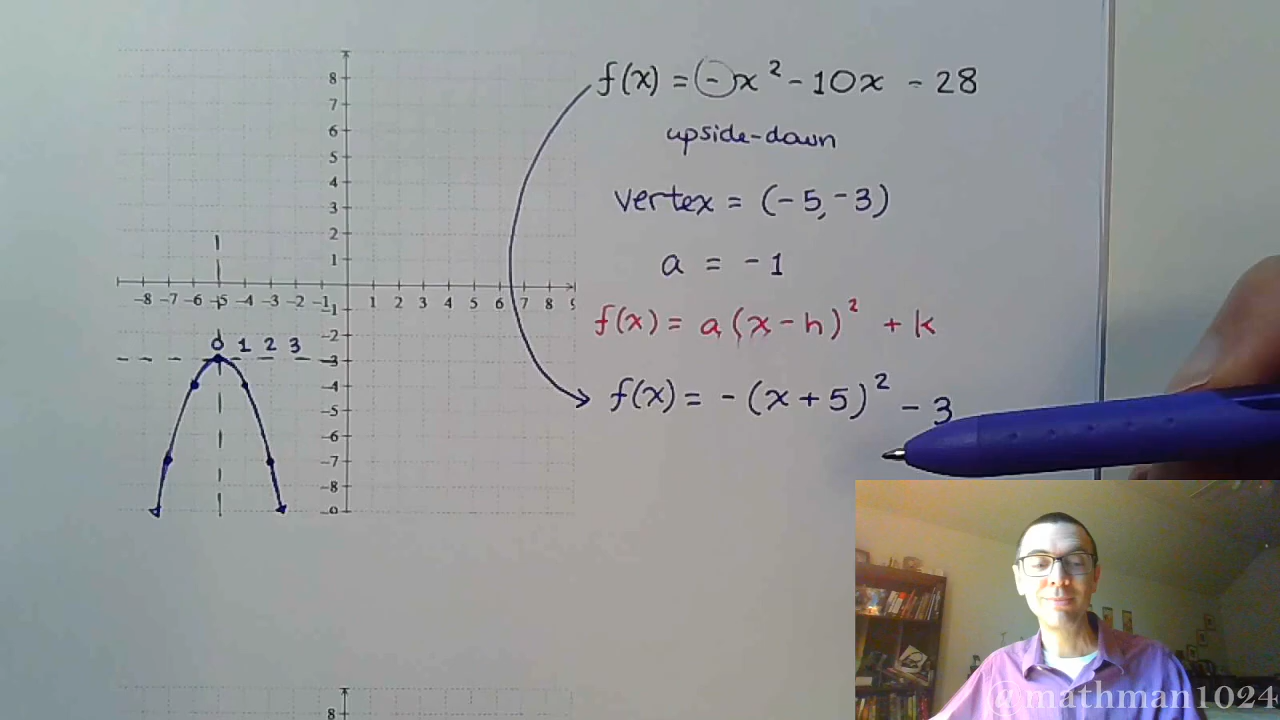 f(x) = -x² - 10x - 28
upside-down
vertex = (-5, -3)
a = -1
f(x) = a(x-h)² + k
f(x) = -(x+5)² - 3
8
7
6
5
4
3
2
1
-8 -7 -6 -5 -4 -3 -2 -1 1 2 3 4 5 6 7 8 9
-1
-2
0 1 2 3
-3
-4
-5
-6
-7
-8
-9
8
@mathman1024